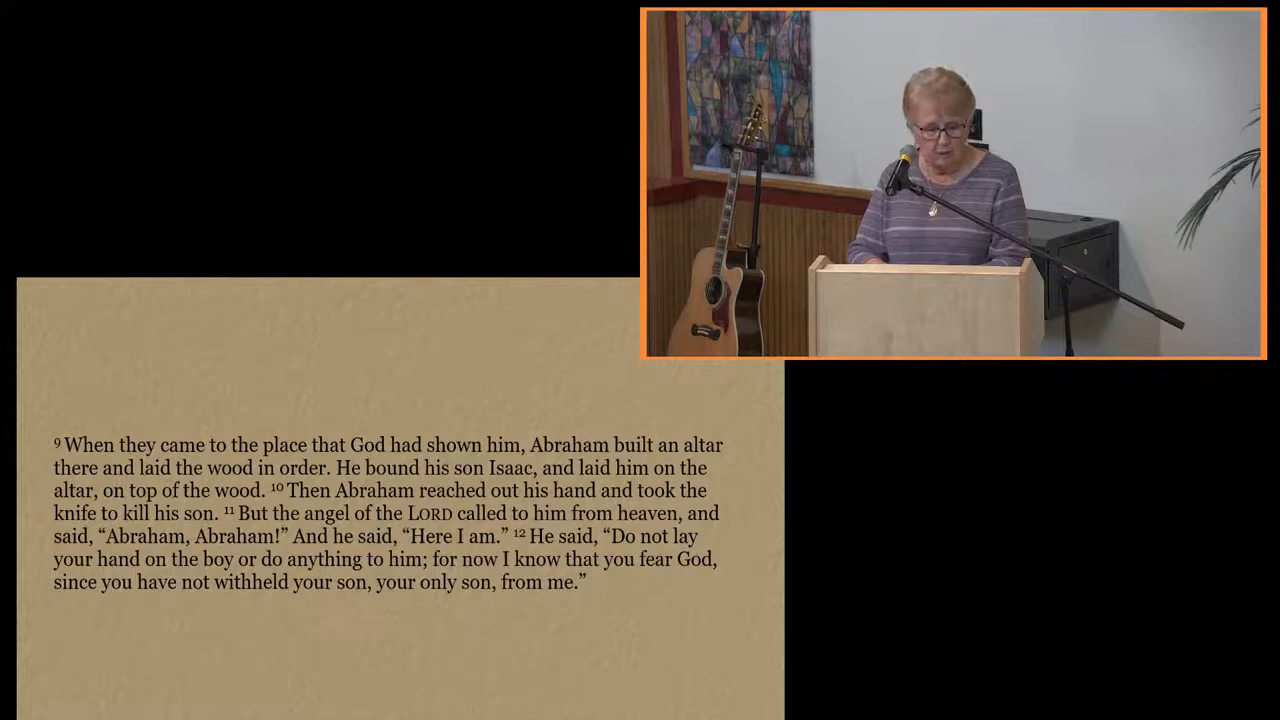 ⁹ When they came to the place that God had shown him, Abraham built an altar
there and laid the wood in order. He bound his son Isaac, and laid him on the
altar, on top of the wood. ¹⁰ Then Abraham reached out his hand and took the
knife to kill his son. ¹¹ But the angel of the LORD called to him from heaven, and
said, “Abraham, Abraham!” And he said, “Here I am.” ¹² He said, “Do not lay
your hand on the boy or do anything to him; for now I know that you fear God,
since you have not withheld your son, your only son, from me.”